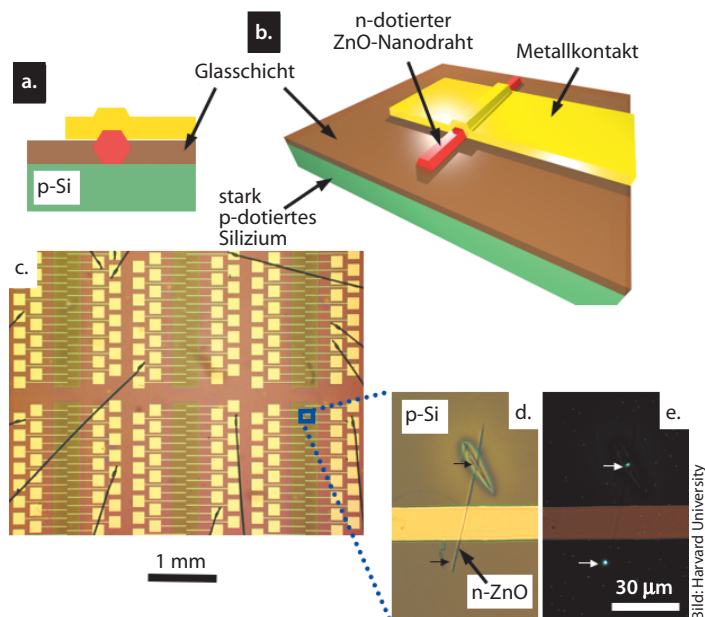 a.
b.
n-dotierter
ZnO-Nanodraht
Metallkontakt
Glasschicht
p-Si
stark
p-dotiertes
Silizium
c.
1 mm
p-Si
d.
e.
n-ZnO
30 µm
Bild: Harvard University